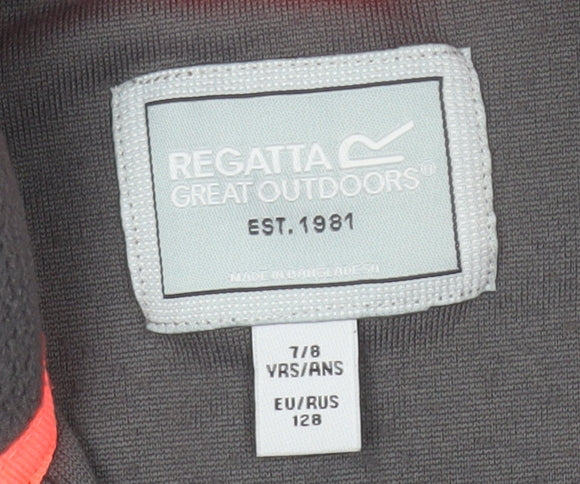 REGATTA
GREAT OUTDOORS®
EST. 1981
MADE IN BANGLADESH
7/8
YRS/ANS
EU/RUS
128